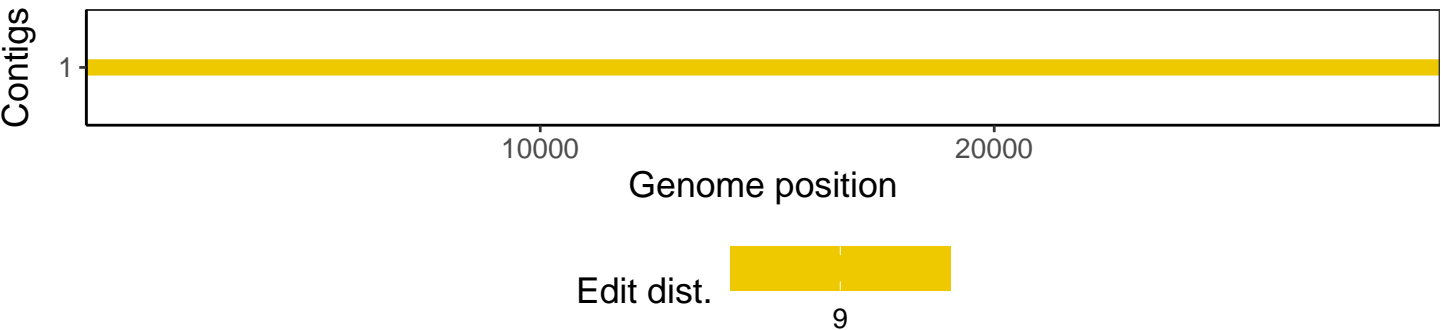 Contigs
1
10000 20000
Genome position
Edit dist.
9